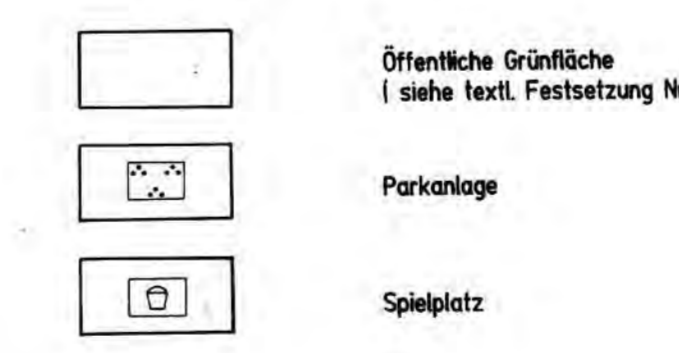 Öffentliche Grünfläche
( siehe textl. Festsetzung
Parkanlage
Spielplatz